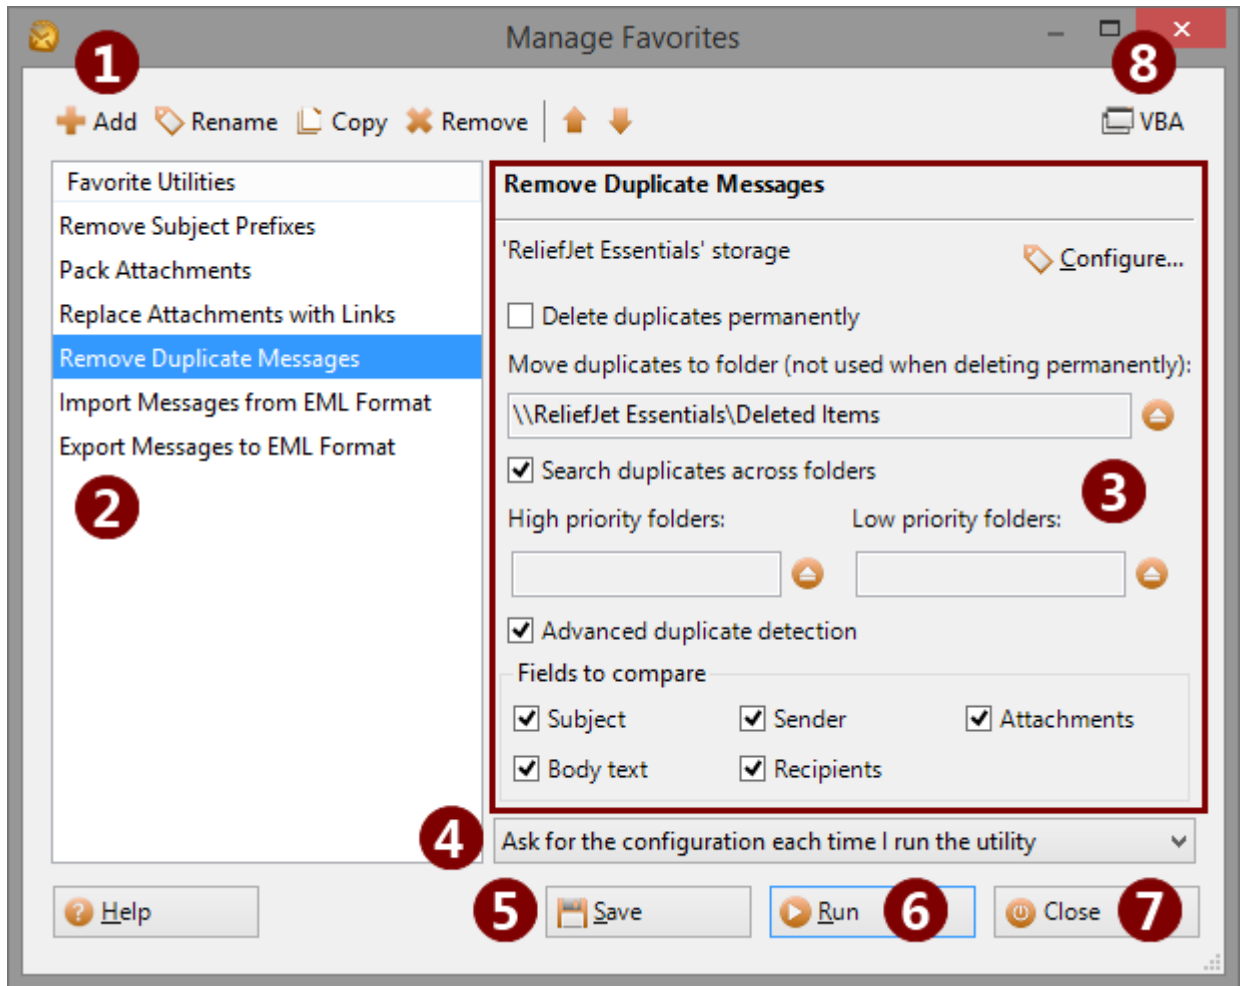 Manage Favorites
1
8
Add Rename Copy Remove VBA
Favorite Utilities
Remove Subject Prefixes
Pack Attachments
Replace Attachments with Links
Remove Duplicate Messages
Import Messages from EML Format
Export Messages to EML Format
2
Remove Duplicate Messages
'ReliefJet Essentials' storage
Configure...
Delete duplicates permanently
Move duplicates to folder (not used when deleting permanently):
\\ReliefJet Essentials\Deleted Items
Search duplicates across folders
3
High priority folders: Low priority folders:
Advanced duplicate detection
Fields to compare
Subject Sender Attachments
Body text Recipients
4 Ask for the configuration each time I run the utility
Help 5 Save Run 6 Close 7